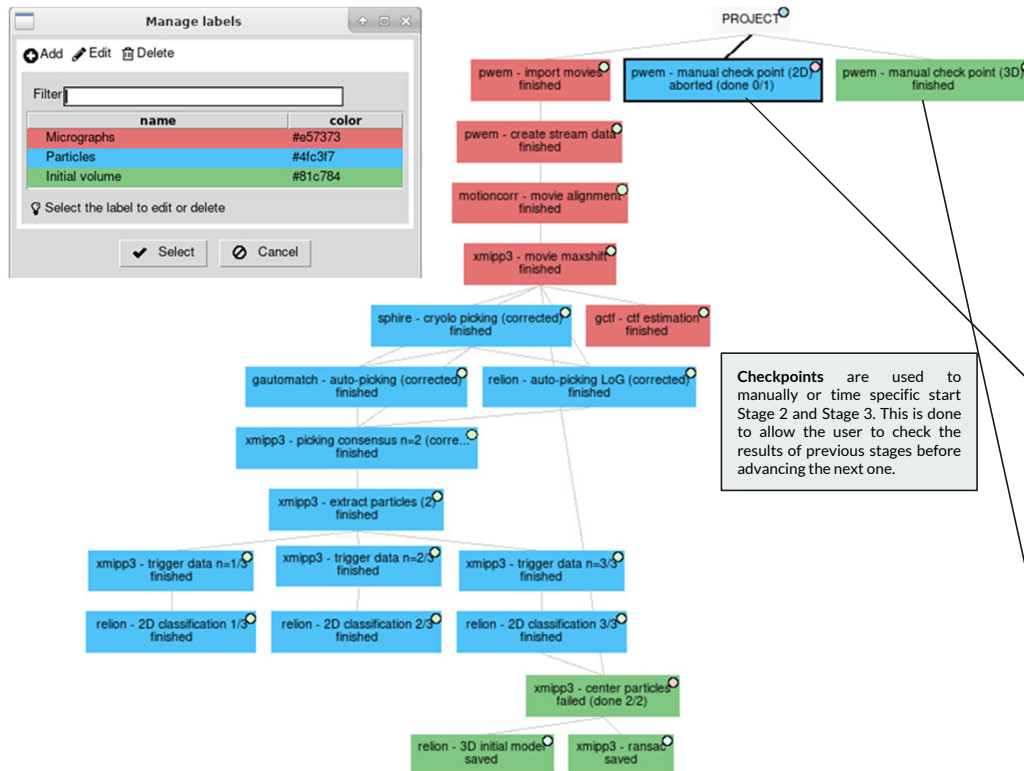 Manage labels
Add Edit Delete
Filter
name color
Micrographs #e57373
Particles #4fc3f7
Initial volume #81c784
Select the label to edit or delete
Select Cancel
PROJECT
pwem - import movies
finished
pwem - manual check point (2D)
aborted (done 0/1)
pwem - manual check point (3D)
finished
pwem - create stream data
finished
motioncorr - movie alignment
finished
xmipp3 - movie maxshift
finished
sphire - cryolo picking (corrected)
finished
gctf - ctf estimation
finished
gautomatch - auto-picking (corrected)
finished
relion - auto-picking LoG (corrected)
finished
xmipp3 - picking consensus n=2 (corre...
finished
Checkpoints are used to
manually or time specific start
Stage 2 and Stage 3. This is done
to allow the user to check the
results of previous stages before
advancing the next one.
xmipp3 - extract particles (2)
finished
xmipp3 - trigger data n=1/3
finished
xmipp3 - trigger data n=2/3
finished
xmipp3 - trigger data n=3/3
finished
relion - 2D classification 1/3
finished
relion - 2D classification 2/3
finished
relion - 2D classification 3/3
finished
xmipp3 - center particles
failed (done 2/2)
relion - 3D initial model
saved
xmipp3 - ransac
saved